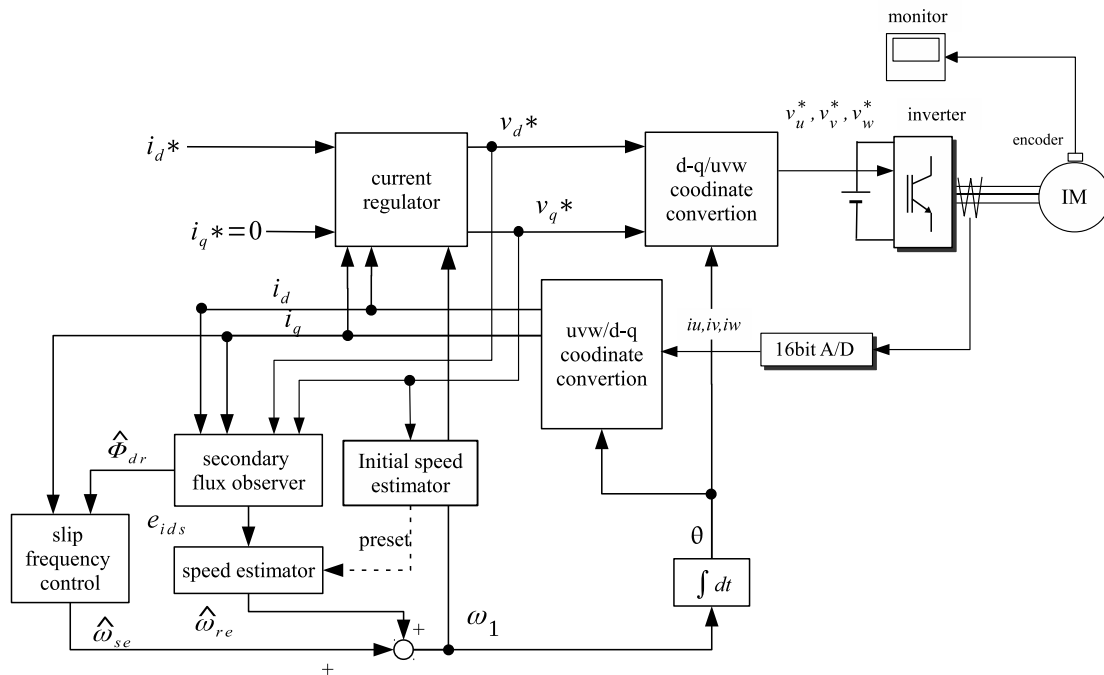 monitor
v_u^*, v_v^*, v_w^*
inverter
encoder
v_d*
i_d*
current
regulator
d-q/uvw
coodinate
convertion
IM
v_q*
i_q*=0
i_d
i_q
uvw/d-q
coodinate
convertion
iu,iv,iw
16bit A/D
Φ̂_dr
secondary
flux observer
Initial speed
estimator
e_ids
slip
frequency
control
preset
θ
speed estimator
∫ dt
ω̂_se
ω̂_re
+
ω_1
+